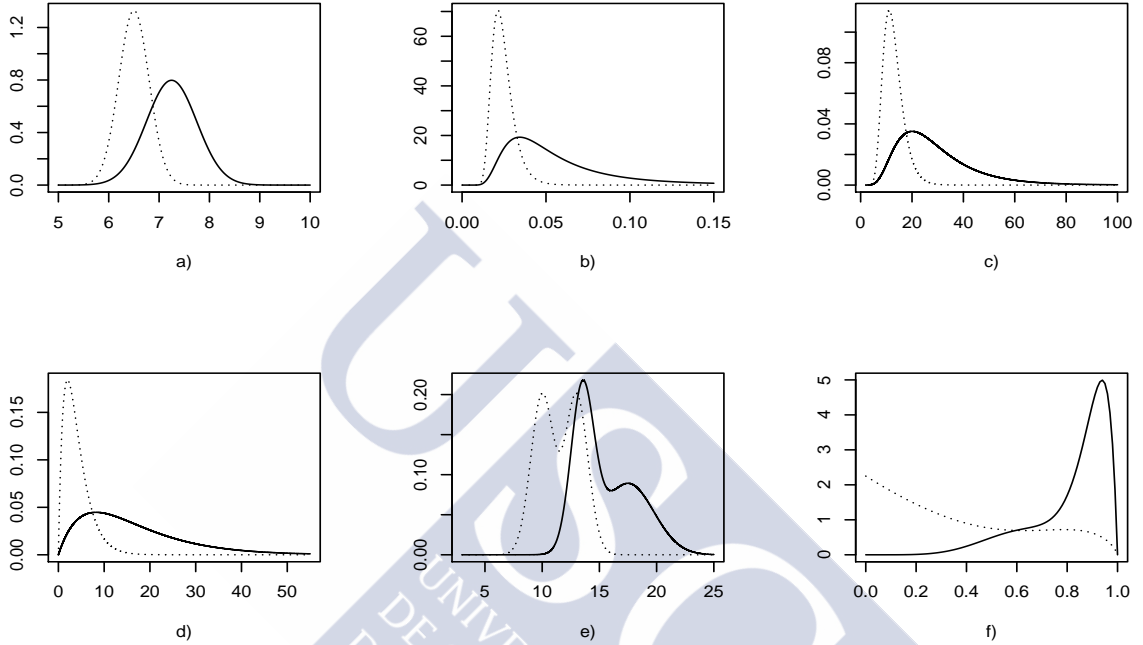 0.0 0.4 0.8 1.2
5 6 7 8 9 10
a)
0 20 40 60
0.00 0.05 0.10 0.15
b)
0.00 0.04 0.08
0 20 40 60 80 100
c)
0.00 0.05 0.10 0.15
0 10 20 30 40 50
d)
0.00 0.10 0.20
5 10 15 20 25
e)
0 1 2 3 4 5
0.0 0.2 0.4 0.6 0.8 1.0
f)
USC
DE